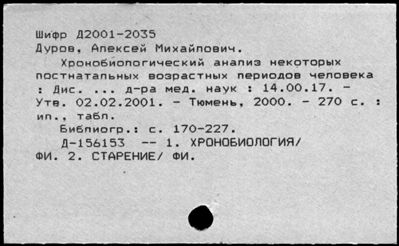 Шифр Д2001-2035
Дуров, Алексей Михайлович.
Хронобиологический анализ некоторых
постнатальных возрастных периодов человека
: Дис. ... д-ра мед. наук : 14.00.17. -
Утв. 02.02.2001. - Тюмень, 2000. - 270 с. :
ил., табл.
Библиогр.: с. 170-227.
Д-156153 -- 1. ХРОНОБИОЛОГИЯ/
ФИ. 2. СТАРЕНИЕ/ ФИ.